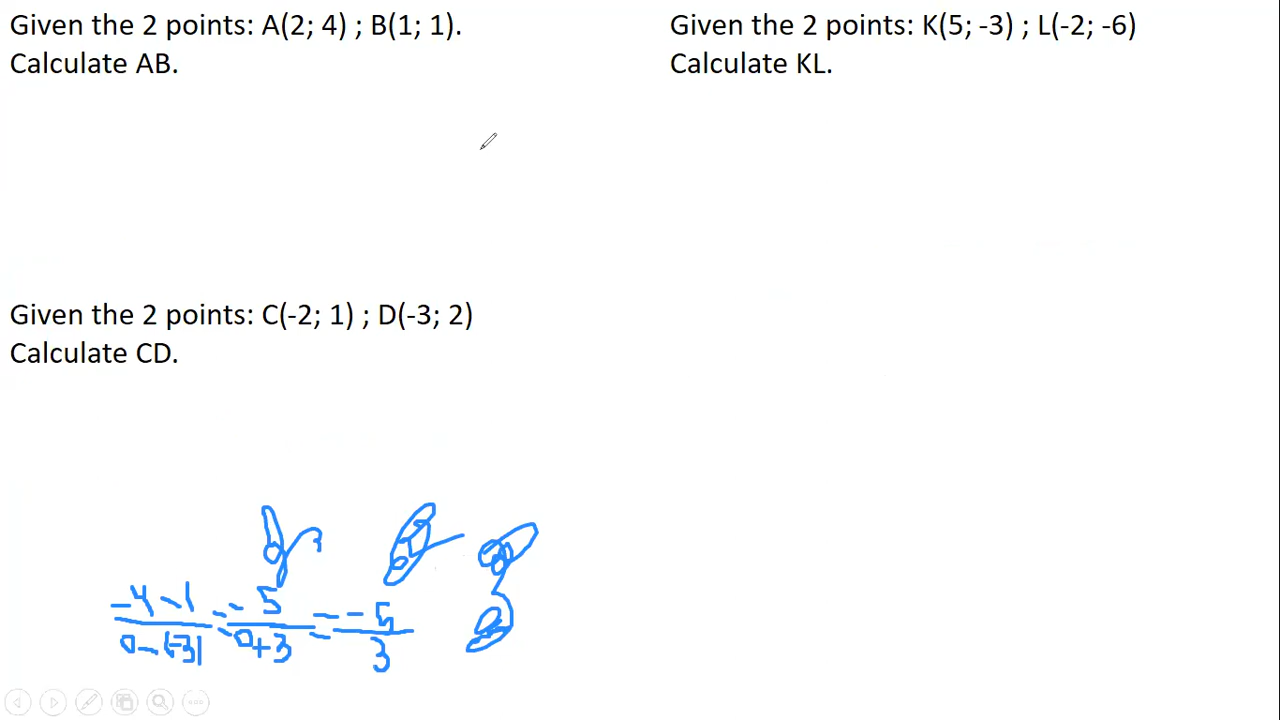 Given the 2 points: A(2; 4) ; B(1; 1).
Calculate AB.
Given the 2 points: K(5; -3) ; L(-2; -6)
Calculate KL.
Given the 2 points: C(-2; 1) ; D(-3; 2)
Calculate CD.
-4 - 1 = - 5 = - 5
0 - (-3) = 0 + 3 = 3